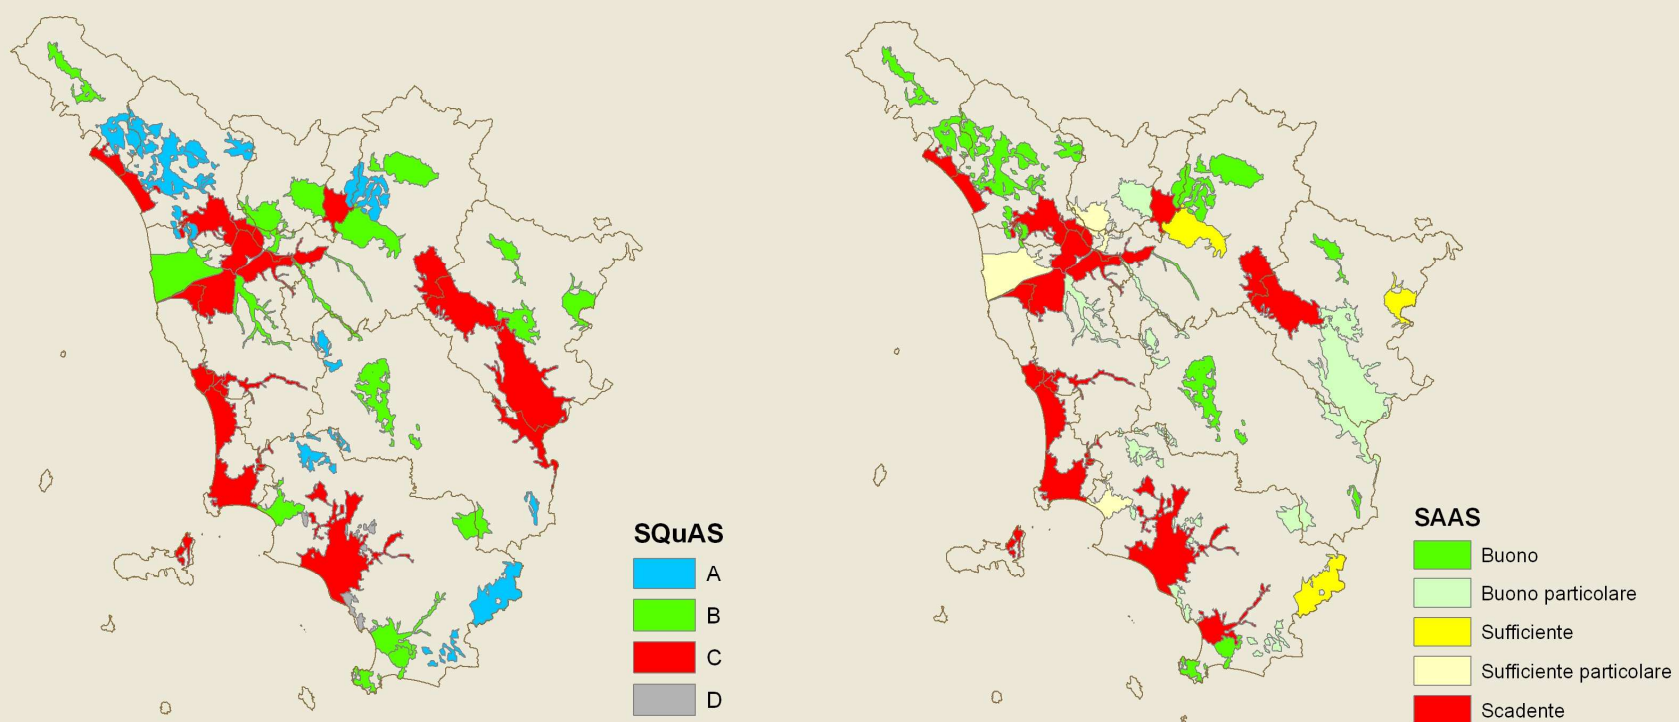 SQuAS
A
B
C
D
SAAS
Buono
Buono particolare
Sufficiente
Sufficiente particolare
Scadente